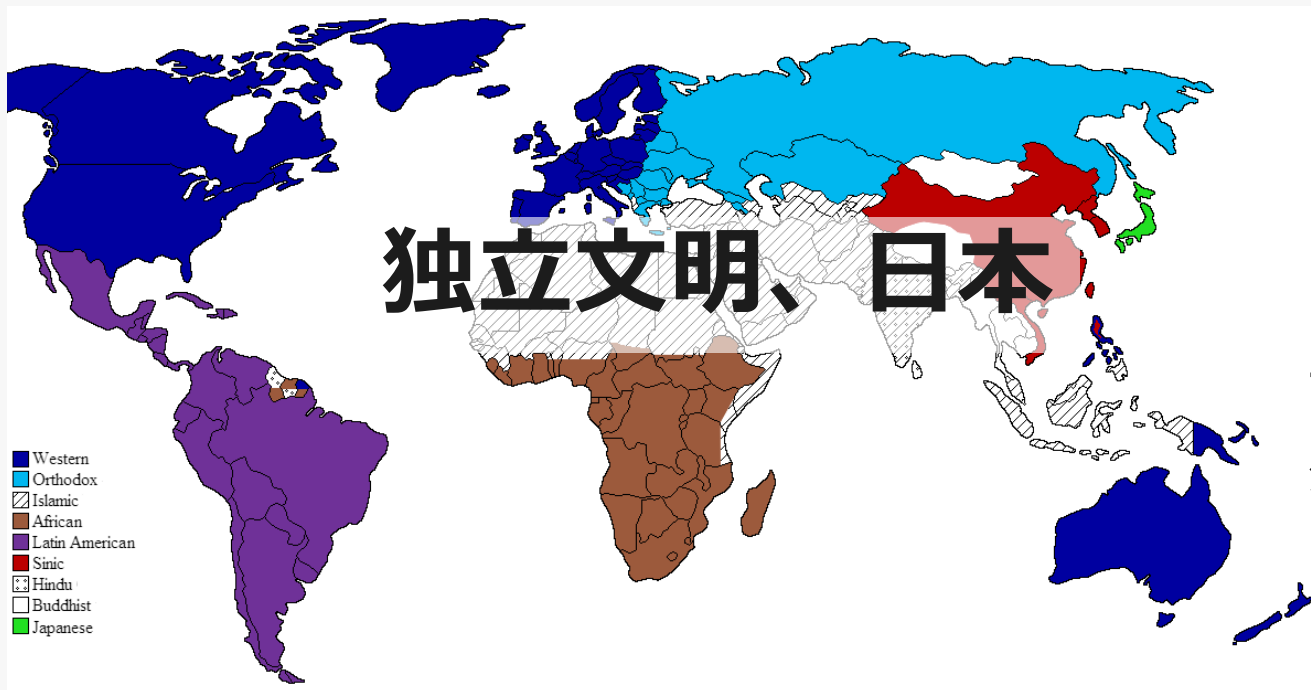 独立文明、日本
Western
Orthodox
Islamic
African
Latin American
Sinic
Hindu
Buddhist
Japanese